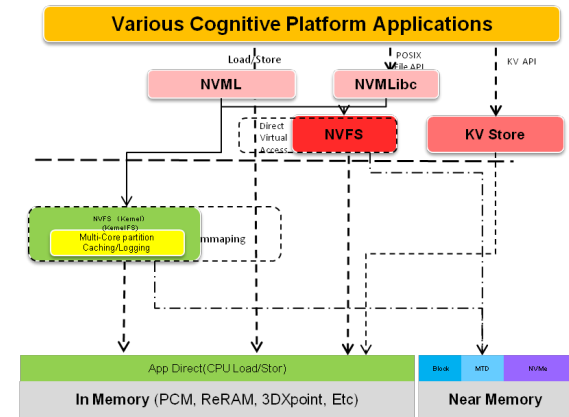 Various Cognitive Platform Applications
Load/Store
POSIX
File API
KV API
NVML
NVMLibc
Direct
Virtual
Access
NVFS
KV Store
NVFS (Kernel)
(KernelFS)
Multi-Core partition
Caching/Logging
mmaping
App Direct(CPU Load/Stor)
Block
MTD
NVMe
In Memory (PCM, ReRAM, 3DXpoint, Etc)
Near Memory